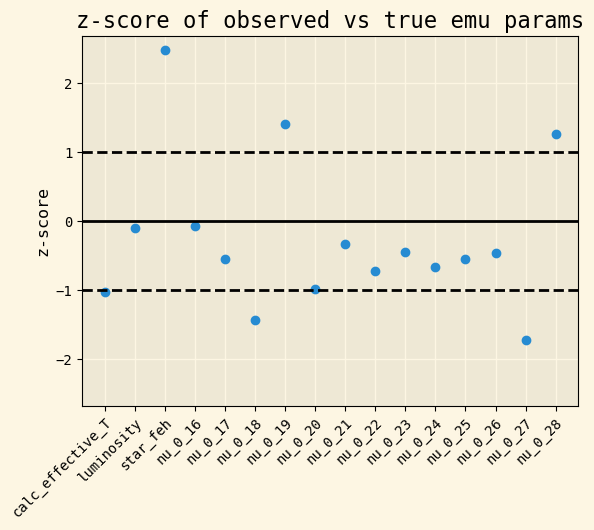 z-score of observed vs true emu params
z-score
2
1
0
−1
−2
calc_effective_T
luminosity
star_feh
nu_0_16
nu_0_17
nu_0_18
nu_0_19
nu_0_20
nu_0_21
nu_0_22
nu_0_23
nu_0_24
nu_0_25
nu_0_26
nu_0_27
nu_0_28